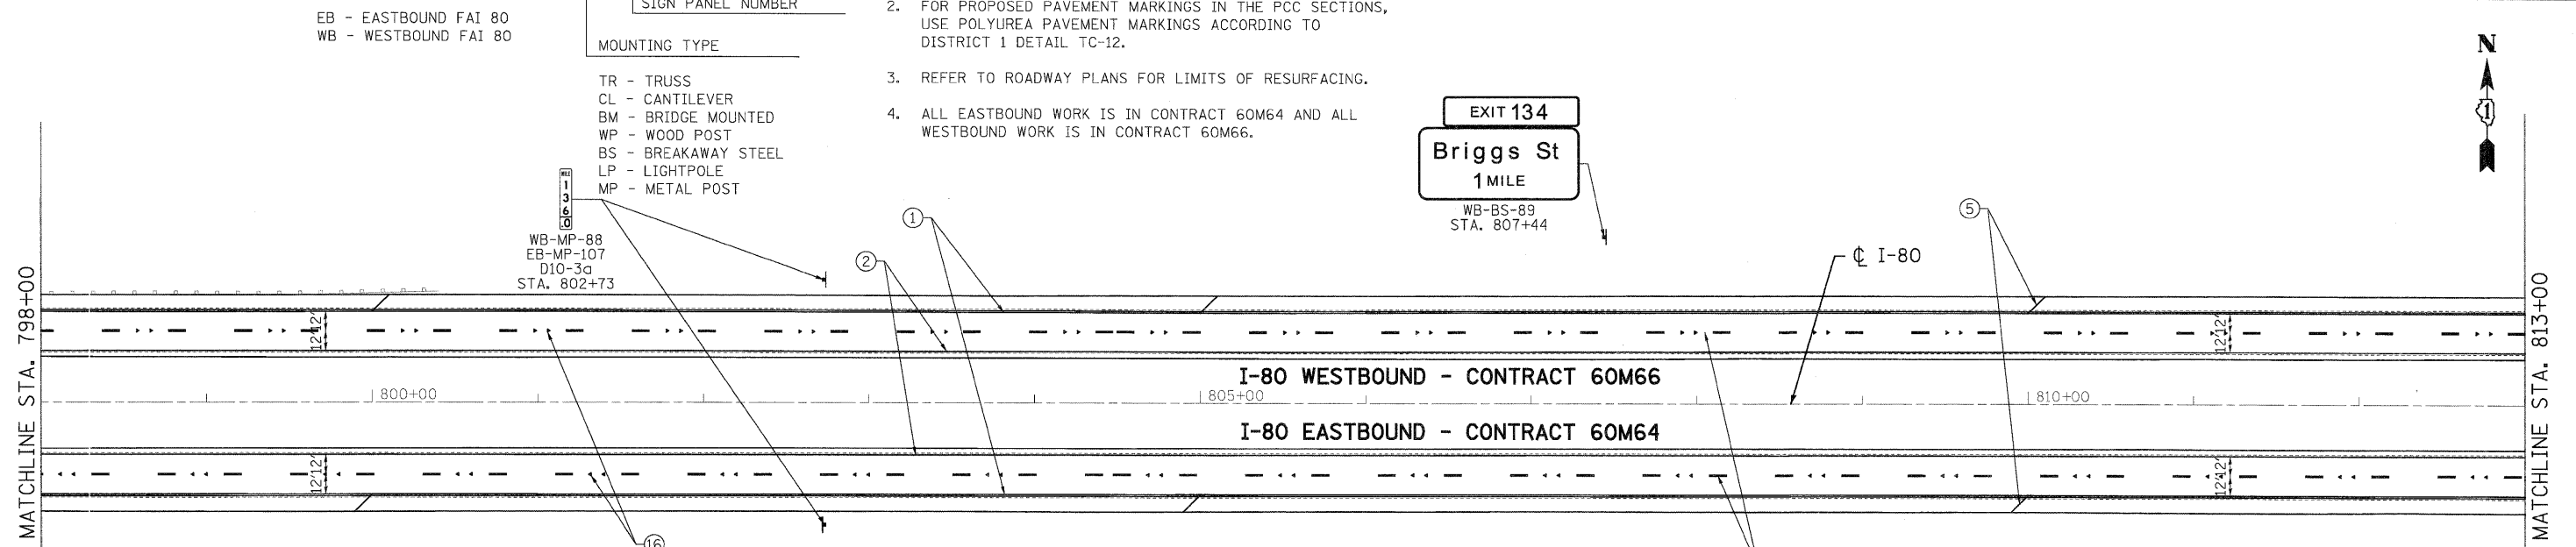 EB - EASTBOUND FAI 80
WB - WESTBOUND FAI 80
SIGN PANEL NUMBER
MOUNTING TYPE
TR - TRUSS
CL - CANTILEVER
BM - BRIDGE MOUNTED
WP - WOOD POST
BS - BREAKAWAY STEEL
LP - LIGHTPOLE
MP - METAL POST
2. FOR PROPOSED PAVEMENT MARKINGS IN THE PCC SECTIONS,
USE POLYUREA PAVEMENT MARKINGS ACCORDING TO
DISTRICT 1 DETAIL TC-12.
3. REFER TO ROADWAY PLANS FOR LIMITS OF RESURFACING.
4. ALL EASTBOUND WORK IS IN CONTRACT 60M64 AND ALL
WESTBOUND WORK IS IN CONTRACT 60M66.
N
1
EXIT 134
Briggs St
1 MILE
WB-BS-89
STA. 807+44
MILE
1
3
6
.0
WB-MP-88
EB-MP-107
D10-3a
STA. 802+73
1
2
5
℄ I-80
MATCHLINE STA. 798+00
12' 12'
12' 12'
MATCHLINE STA. 813+00
I-80 WESTBOUND - CONTRACT 60M66
800+00
805+00
810+00
I-80 EASTBOUND - CONTRACT 60M64
12' 12'
12' 12'
16